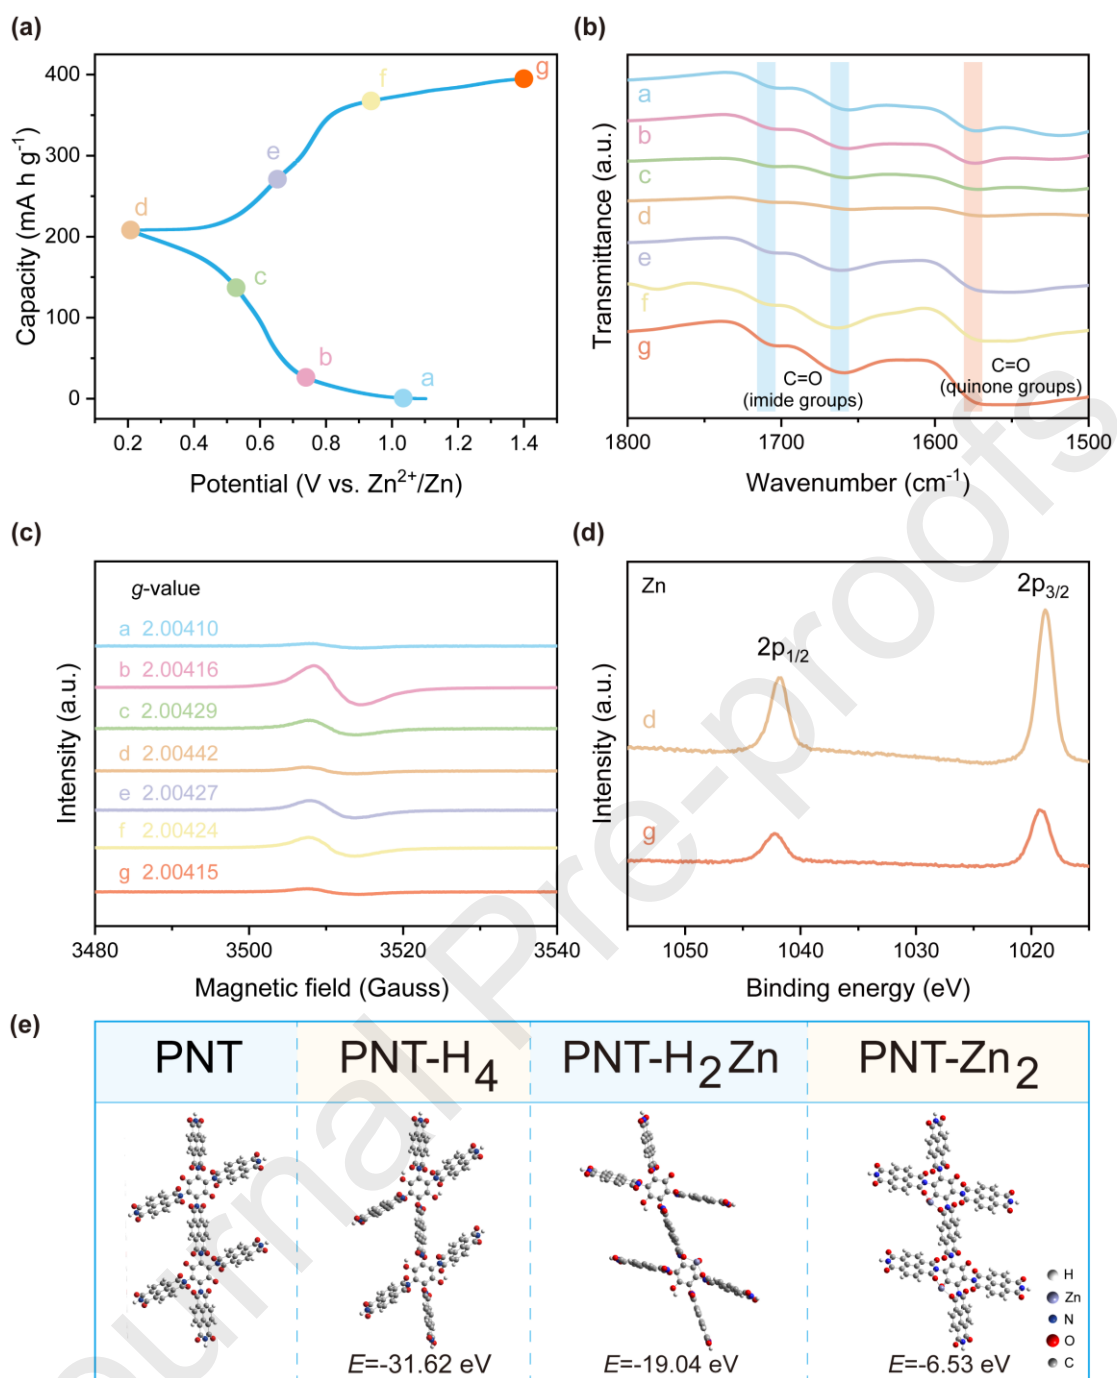 (a)
Capacity (mA h g⁻¹)
400
300
200
100
0
a
b
c
d
e
f
g
0.2 0.4 0.6 0.8 1.0 1.2 1.4
Potential (V vs. Zn²⁺/Zn)
(b)
Transmittance (a.u.)
a
b
c
d
e
f
g
C=O
(imide groups)
C=O
(quinone groups)
1800 1700 1600 1500
Wavenumber (cm⁻¹)
(c)
Intensity (a.u.)
g-value
a 2.00410
b 2.00416
c 2.00429
d 2.00442
e 2.00427
f 2.00424
g 2.00415
3480 3500 3520 3540
Magnetic field (Gauss)
(d)
Intensity (a.u.)
Zn
2p₃/₂
2p₁/₂
d
g
1050 1040 1030 1020
Binding energy (eV)
(e)
PNT PNT-H₄ PNT-H₂Zn PNT-Zn₂
H
Zn
N
O
C
E=-31.62 eV E=-19.04 eV E=-6.53 eV
Journal Pre-proofs